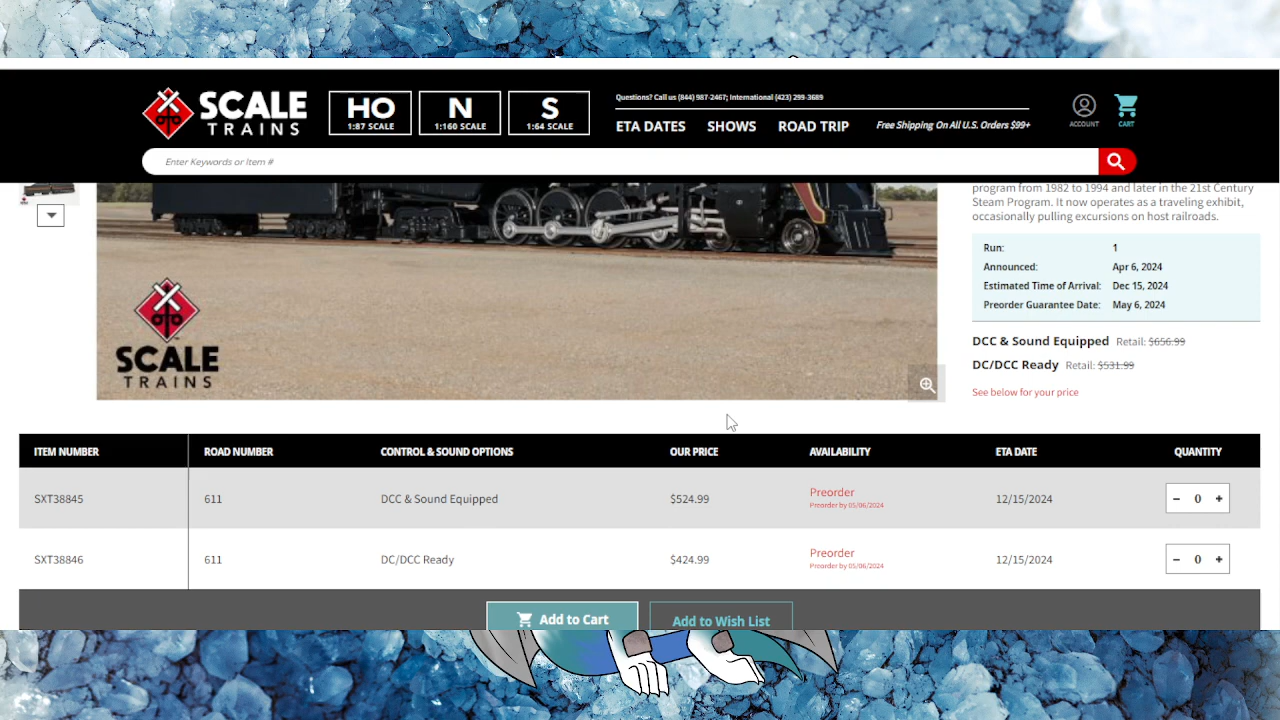 SCALE
TRAINS
HO
1:87 SCALE
N
1:160 SCALE
S
1:64 SCALE
Questions? Call us (844) 987-2467; International (423) 299-3689
ETA DATES
SHOWS
ROAD TRIP
Free Shipping On All U.S. Orders $99+
ACCOUNT
CART
Enter Keywords or Item #
program from 1982 to 1994 and later in the 21st Century
Steam Program. It now operates as a traveling exhibit,
occasionally pulling excursions on host railroads.
Run: 1
Announced: Apr 6, 2024
Estimated Time of Arrival: Dec 15, 2024
Preorder Guarantee Date: May 6, 2024
SCALE
TRAINS
DCC & Sound Equipped Retail: $656.99
DC/DCC Ready Retail: $531.99
See below for your price
ITEM NUMBER ROAD NUMBER CONTROL & SOUND OPTIONS OUR PRICE AVAILABILITY ETA DATE QUANTITY
SXT38845 611 DCC & Sound Equipped $524.99 Preorder 12/15/2024 − 0 +
Preorder by 05/06/2024
SXT38846 611 DC/DCC Ready $424.99 Preorder 12/15/2024 − 0 +
Preorder by 05/06/2024
Add to Cart
Add to Wish List